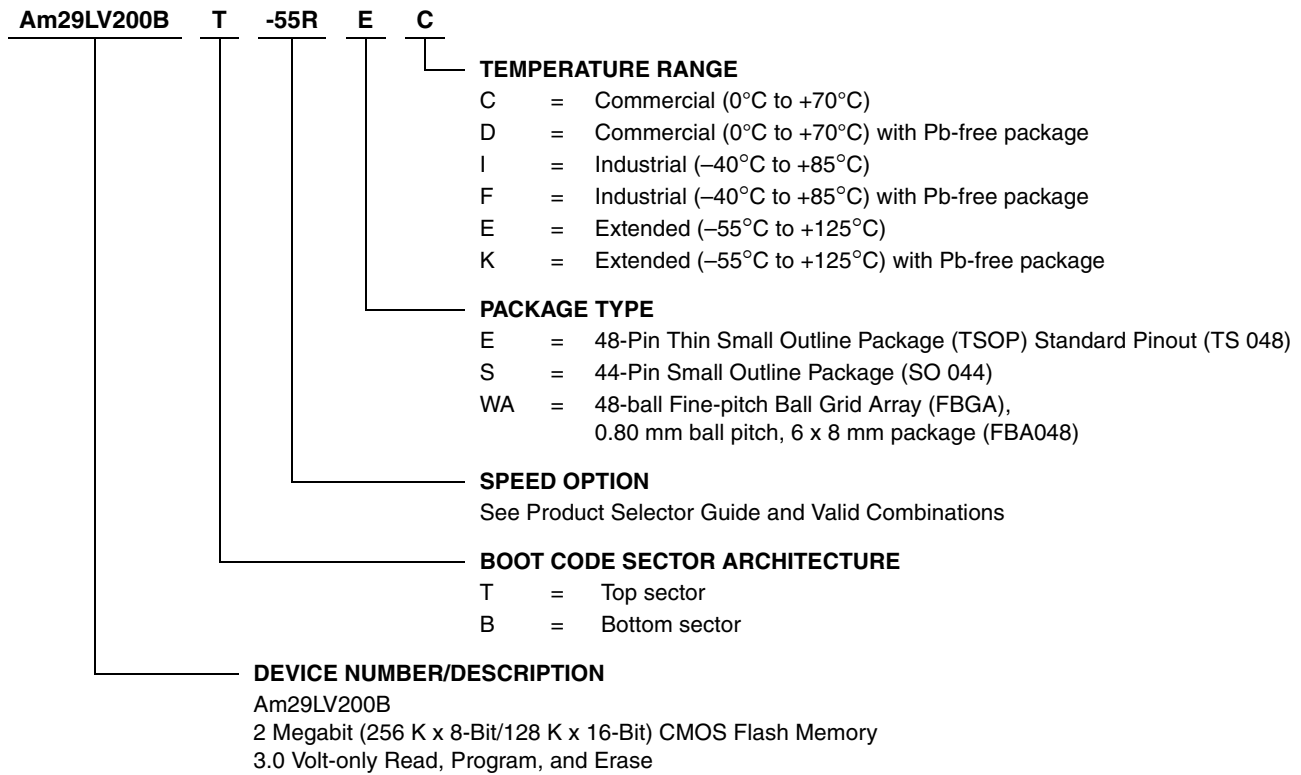 Am29LV200B T -55R E C
TEMPERATURE RANGE
C = Commercial (0°C to +70°C)
D = Commercial (0°C to +70°C) with Pb-free package
I = Industrial (–40°C to +85°C)
F = Industrial (–40°C to +85°C) with Pb-free package
E = Extended (–55°C to +125°C)
K = Extended (–55°C to +125°C) with Pb-free package
PACKAGE TYPE
E = 48-Pin Thin Small Outline Package (TSOP) Standard Pinout (TS 048)
S = 44-Pin Small Outline Package (SO 044)
WA = 48-ball Fine-pitch Ball Grid Array (FBGA),
0.80 mm ball pitch, 6 x 8 mm package (FBA048)
SPEED OPTION
See Product Selector Guide and Valid Combinations
BOOT CODE SECTOR ARCHITECTURE
T = Top sector
B = Bottom sector
DEVICE NUMBER/DESCRIPTION
Am29LV200B
2 Megabit (256 K x 8-Bit/128 K x 16-Bit) CMOS Flash Memory
3.0 Volt-only Read, Program, and Erase